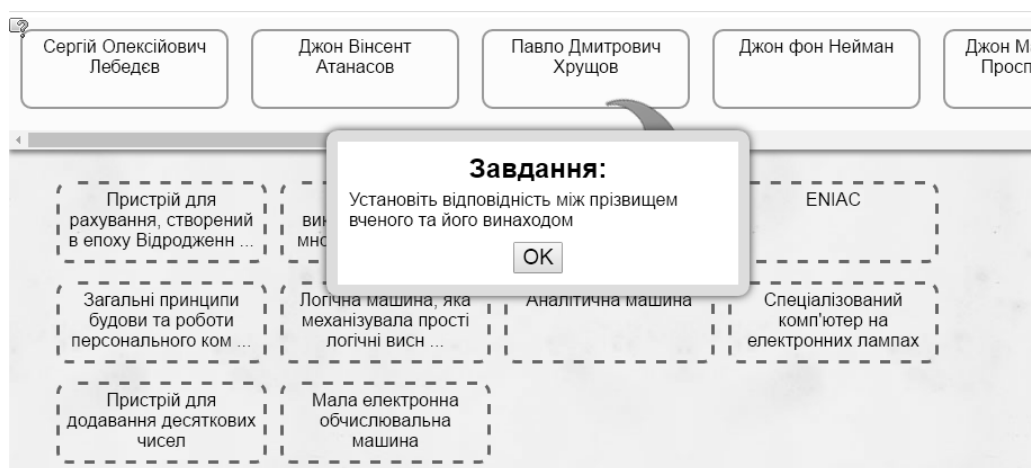 Сергій Олексійович
Лебедєв
Джон Вінсент
Атанасов
Павло Дмитрович
Хрущов
Джон фон Нейман
Джон М
Просп
Завдання:
Установіть відповідність між прізвищем
вченого та його винаходом
OK
Пристрій для
рахування, створений
в епоху Відродженн ...
вик
мно
ENIAC
Загальні принципи
будови та роботи
персонального ком ...
Логічна машина, яка
механізувала прості
логічні висн ...
Аналітична машина
Спеціалізований
комп'ютер на
електронних лампах
Пристрій для
додавання десяткових
чисел
Мала електронна
обчислювальна
машина